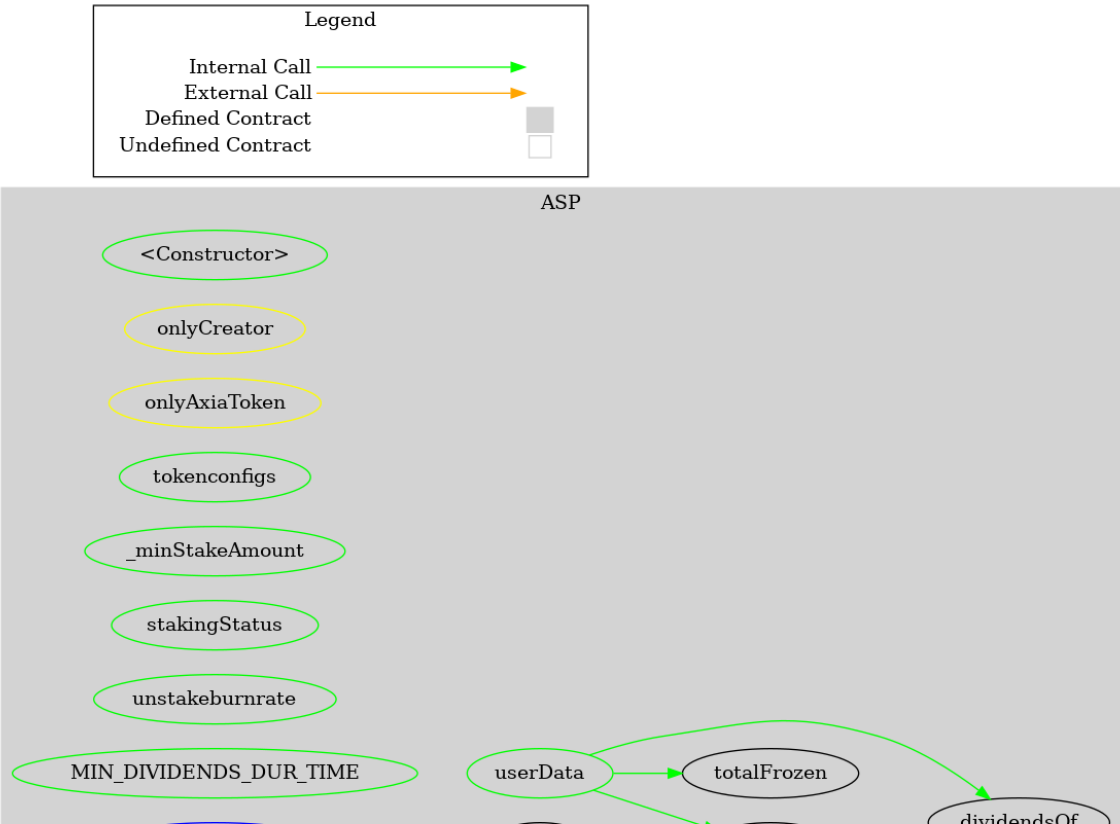 Legend
Internal Call
External Call
Defined Contract
Undefined Contract
ASP
<Constructor>
onlyCreator
onlyAxiaToken
tokenconfigs
_minStakeAmount
stakingStatus
unstakeburnrate
MIN_DIVIDENDS_DUR_TIME
userData
totalFrozen
dividendsOf